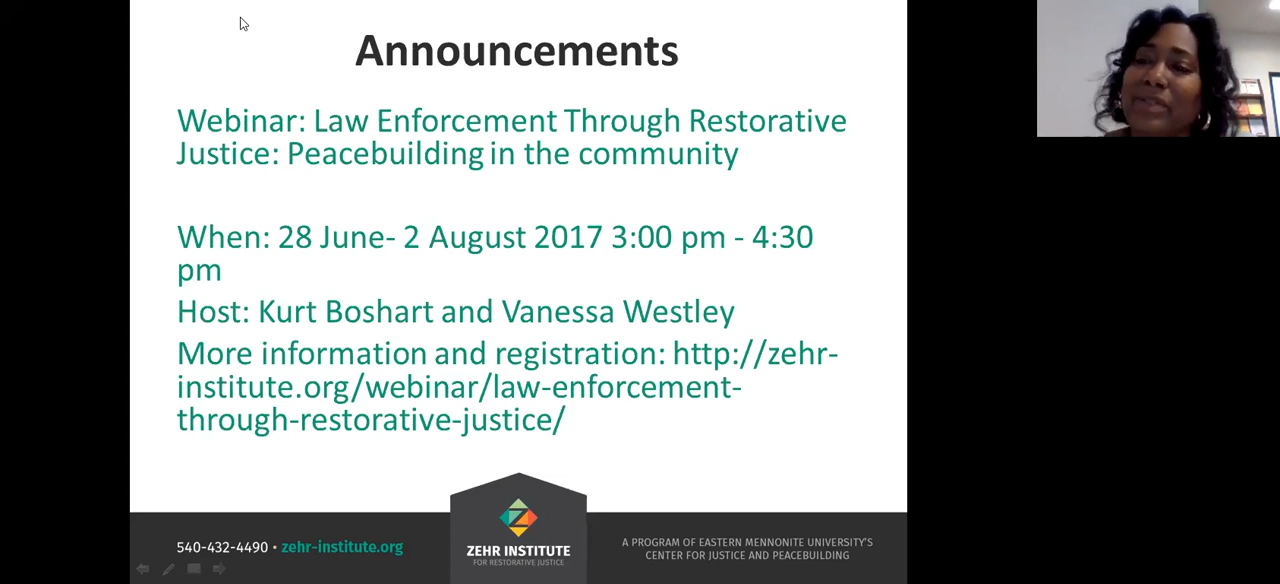 Announcements
Webinar: Law Enforcement Through Restorative
Justice: Peacebuilding in the community
When: 28 June- 2 August 2017 3:00 pm - 4:30
pm
Host: Kurt Boshart and Vanessa Westley
More information and registration: http://zehr-
institute.org/webinar/law-enforcement-
through-restorative-justice/
540-432-4490 • zehr-institute.org
Z
ZEHR INSTITUTE
FOR RESTORATIVE JUSTICE
A PROGRAM OF EASTERN MENNONITE UNIVERSITY'S
CENTER FOR JUSTICE AND PEACEBUILDING